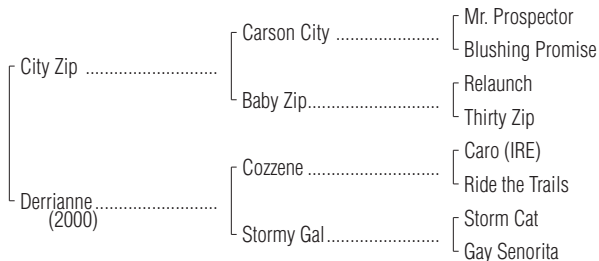 Mr. Prospector
Carson City ......................
Blushing Promise
City Zip ............................
Relaunch
Baby Zip............................
Thirty Zip
Caro (IRE)
Cozzene ............................
Ride the Trails
Derrianne..........................
(2000)
Storm Cat
Stormy Gal........................
Gay Senorita